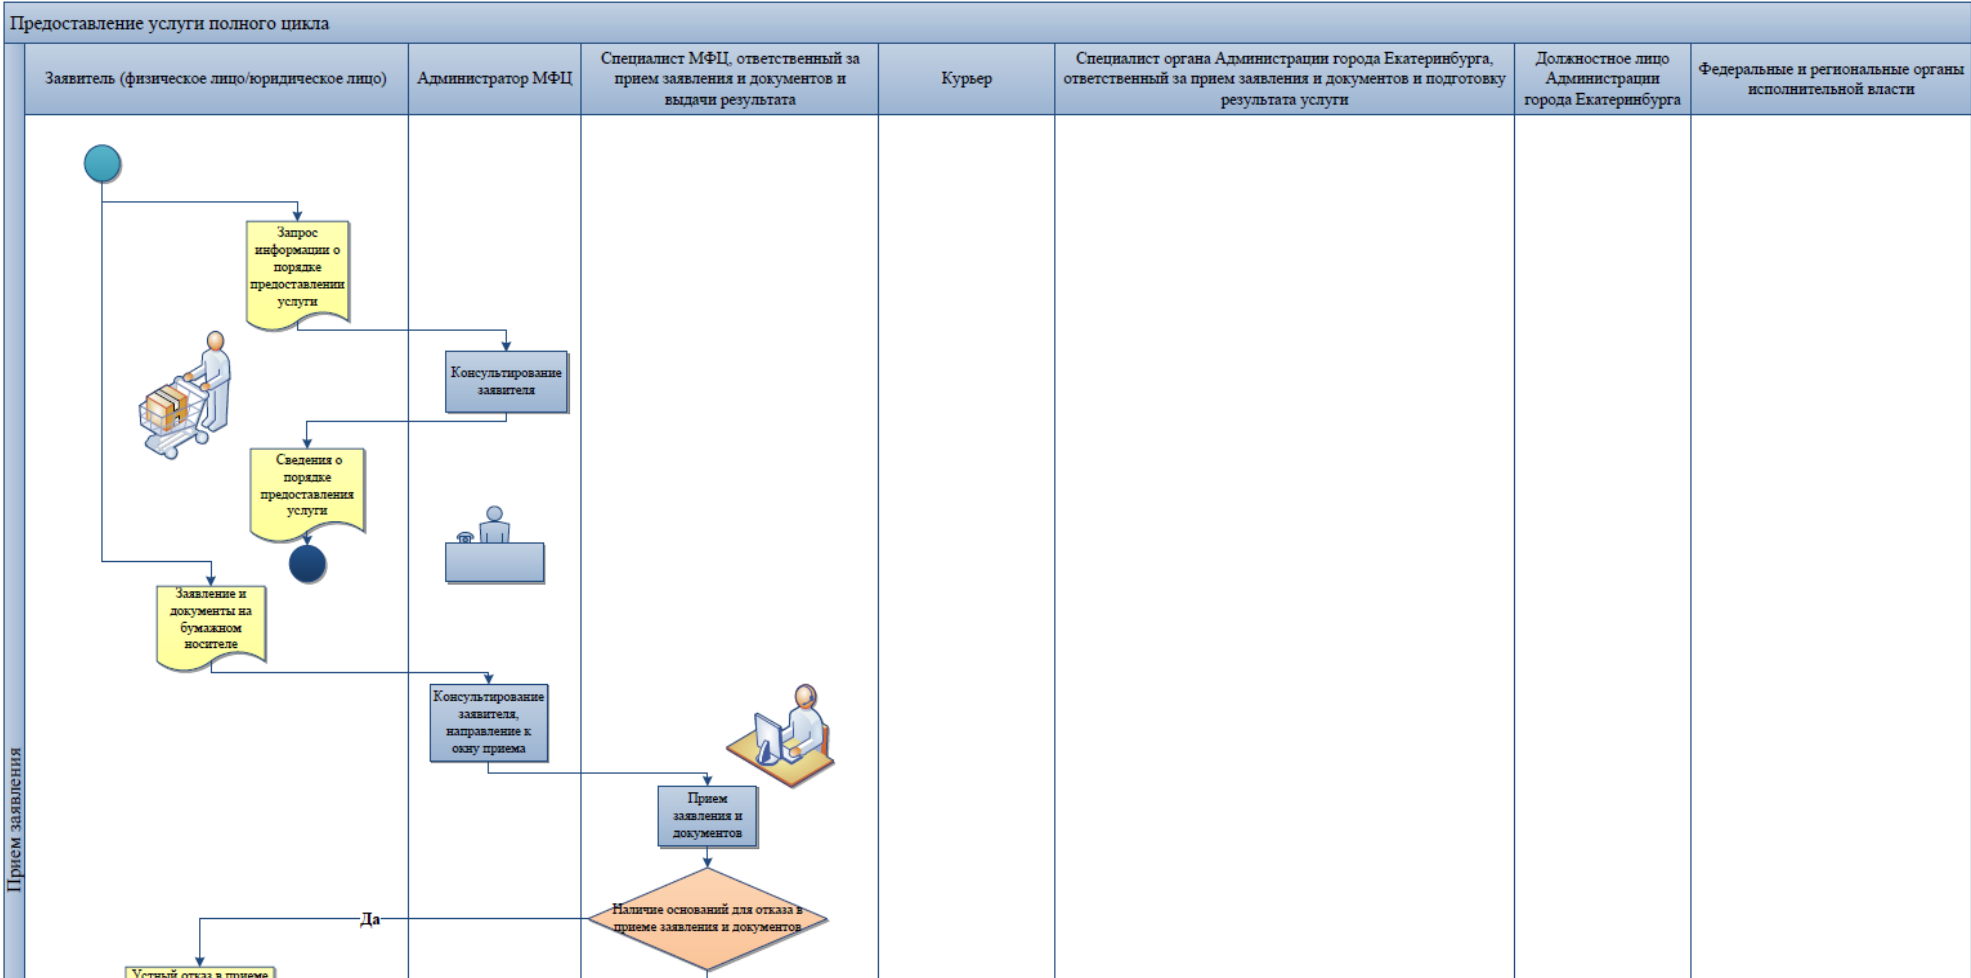 Предоставление услуги полного цикла
Заявитель (физическое лицо/юридическое лицо)
Администратор МФЦ
Специалист МФЦ, ответственный за
прием заявления и документов и
выдачи результата
Курьер
Специалист органа Администрации города Екатеринбурга,
ответственный за прием заявления и документов и подготовку
результата услуги
Должностное лицо
Администрации
города Екатеринбурга
Федеральные и региональные органы
исполнительной власти
Прием заявления
Запрос
информации о
порядке
предоставлении
услуги
Консультирование
заявителя
Сведения о
порядке
предоставления
услуги
Заявление и
документы на
бумажном
носителе
Консультирование
заявителя,
направление к
окну приема
Прием
заявления и
документов
Наличие оснований для отказа в
приеме заявления и документов
Да
Устный отказ в приеме